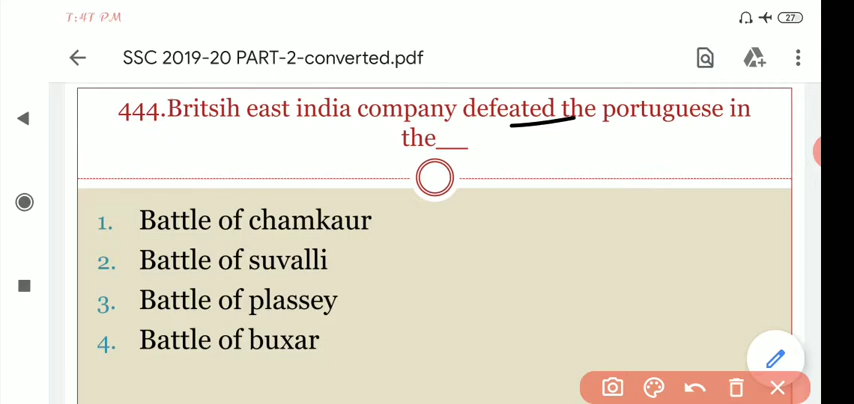 7:47 PM
27
SSC 2019-20 PART-2-converted.pdf
444.Britsih east india company defeated the portuguese in
the__
1. Battle of chamkaur
2. Battle of suvalli
3. Battle of plassey
4. Battle of buxar